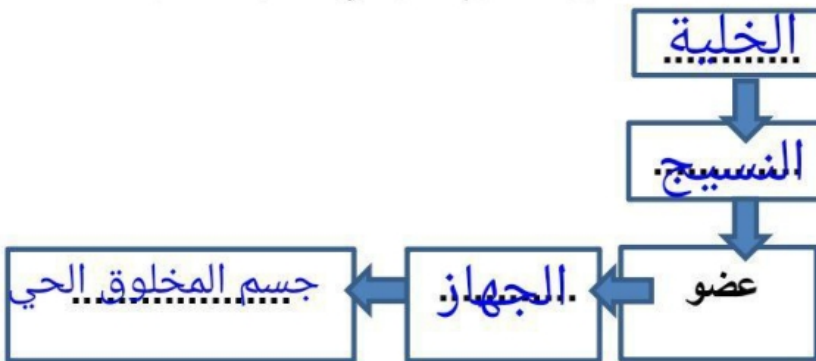 الخلية
النسيج
عضو
الجهاز
جسم المخلوق الحي